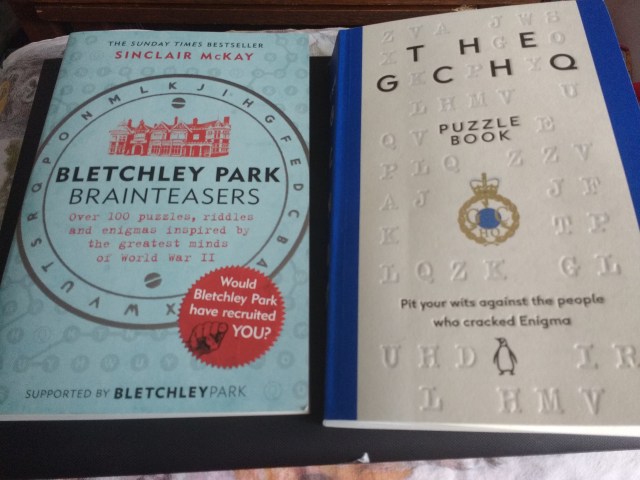 THE SUNDAY TIMES BESTSELLER
SINCLAIR McKAY
BLETCHLEY PARK
BRAINTEASERS
Over 100 puzzles, riddles
and enigmas inspired by
the greatest minds
of World War II
Would
Bletchley Park
have recruited
YOU?
SUPPORTED BY BLETCHLEYPARK
THE
GCHQ
PUZZLE
BOOK
Pit your wits against the people
who cracked Enigma